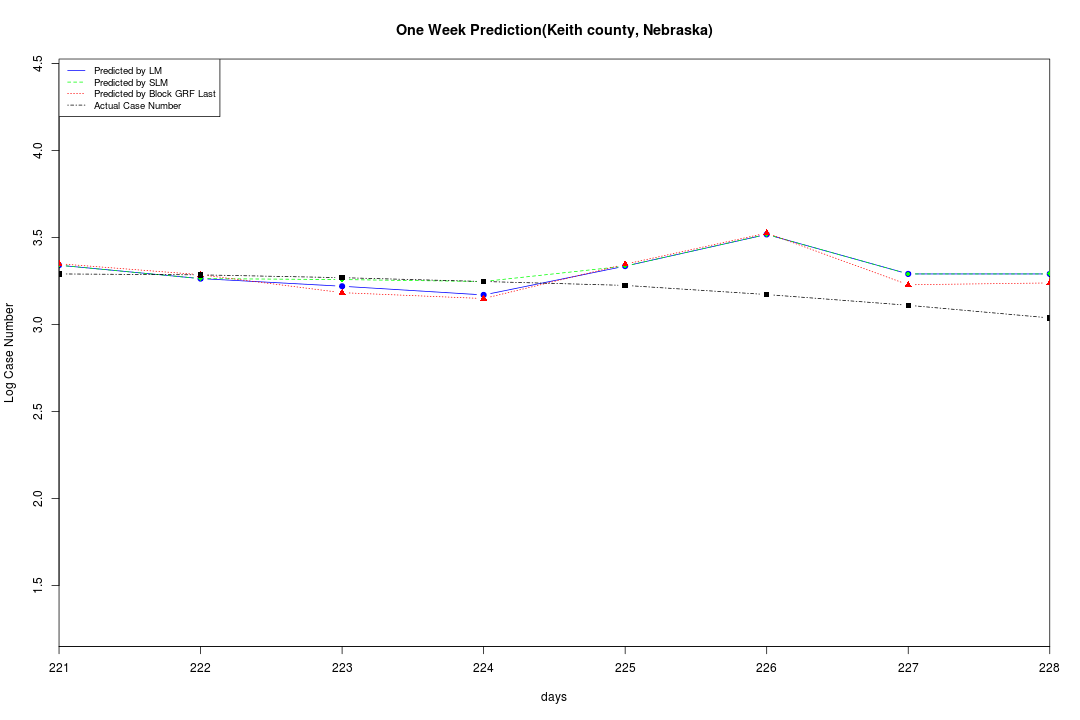 One Week Prediction(Keith county, Nebraska)
Predicted by LM
Predicted by SLM
Predicted by Block GRF Last
Actual Case Number
4.5
4.0
3.5
3.0
2.5
2.0
1.5
Log Case Number
221 222 223 224 225 226 227 228
days